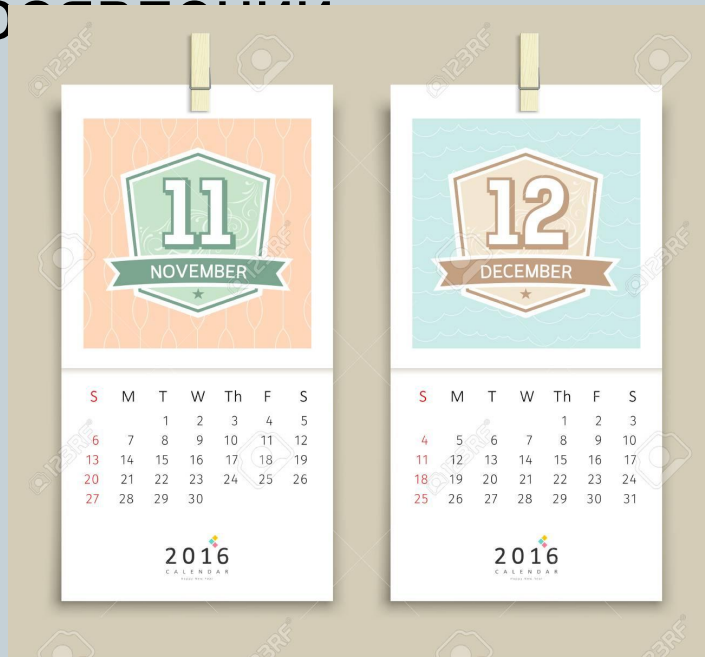 11
NOVEMBER
S M T W Th F S
1 2 3 4 5
6 7 8 9 10 11 12
13 14 15 16 17 18 19
20 21 22 23 24 25 26
27 28 29 30
2016
CALENDAR
12
DECEMBER
S M T W Th F S
1 2 3
4 5 6 7 8 9 10
11 12 13 14 15 16 17
18 19 20 21 22 23 24
25 26 27 28 29 30 31
2016
CALENDAR
123RF